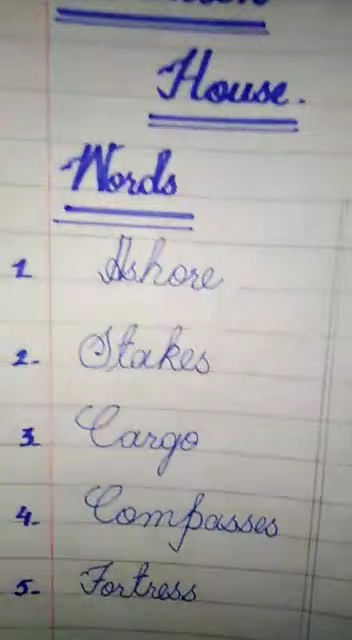 House.
Words
1 Ashore
2- Stakes
3 Cargo
4- Compasses
5- Fortress